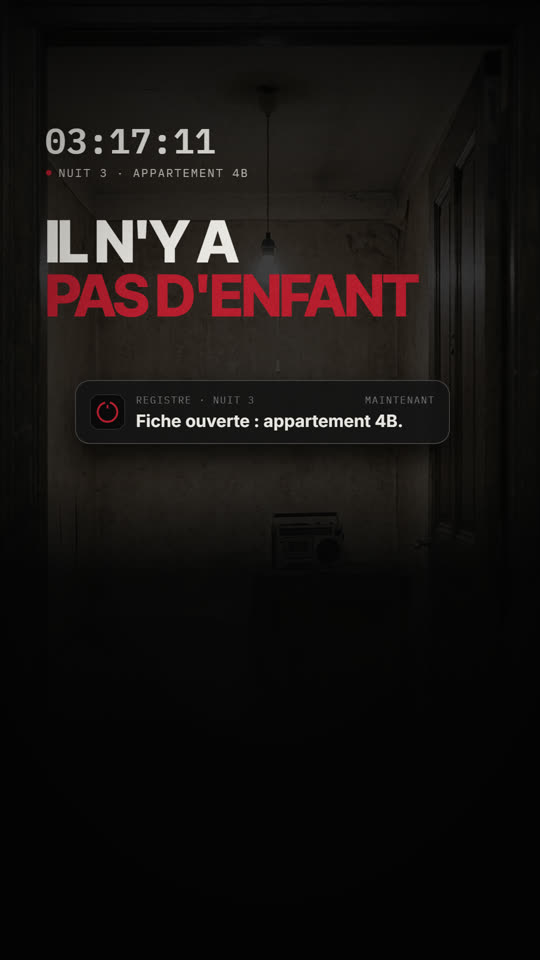 03:17:11
NUIT 3 · APPARTEMENT 4B
IL N'Y A
PAS D'ENFANT
REGISTRE · NUIT 3 MAINTENANT
Fiche ouverte : appartement 4B.